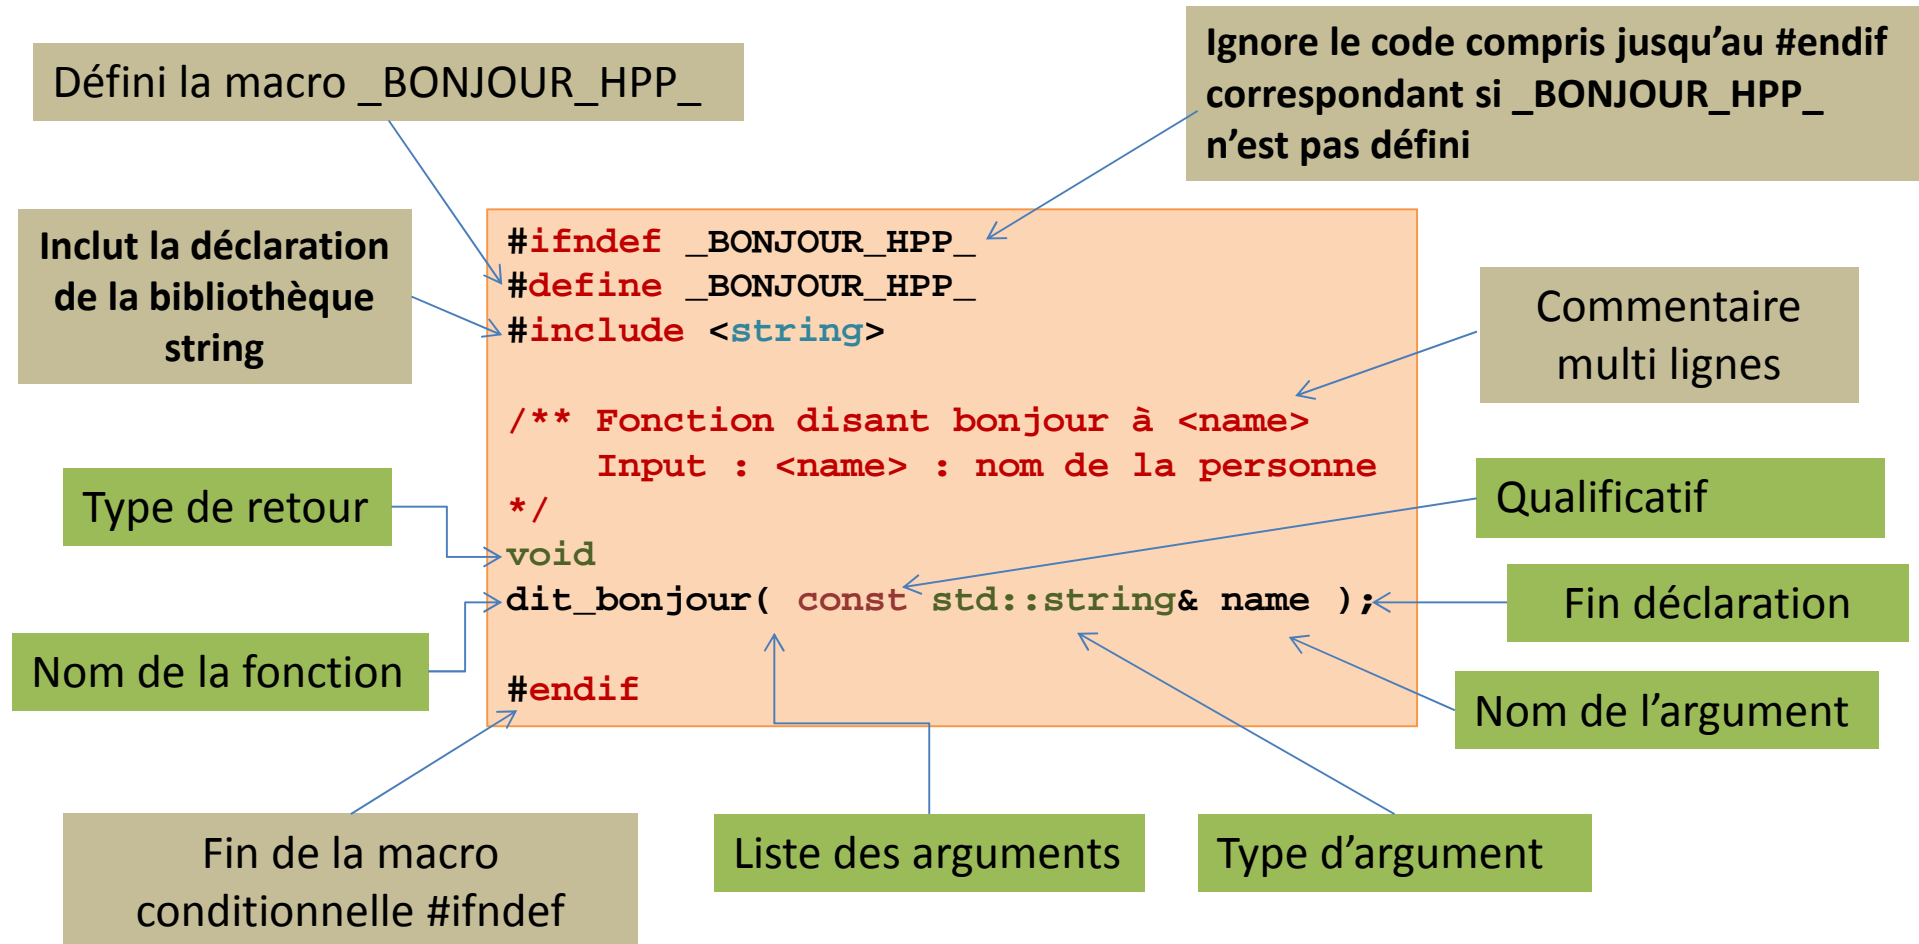 Défini la macro _BONJOUR_HPP_
Ignore le code compris jusqu’au #endif
correspondant si _BONJOUR_HPP_
n’est pas défini
Inclut la déclaration
de la bibliothèque
string
#ifndef _BONJOUR_HPP_
#define _BONJOUR_HPP_
#include <string>
/** Fonction disant bonjour à <name>
Input : <name> : nom de la personne
*/
void
dit_bonjour( const std::string& name );
#endif
Commentaire
multi lignes
Type de retour
Qualificatif
Fin déclaration
Nom de la fonction
Nom de l’argument
Fin de la macro
conditionnelle #ifndef
Liste des arguments
Type d’argument